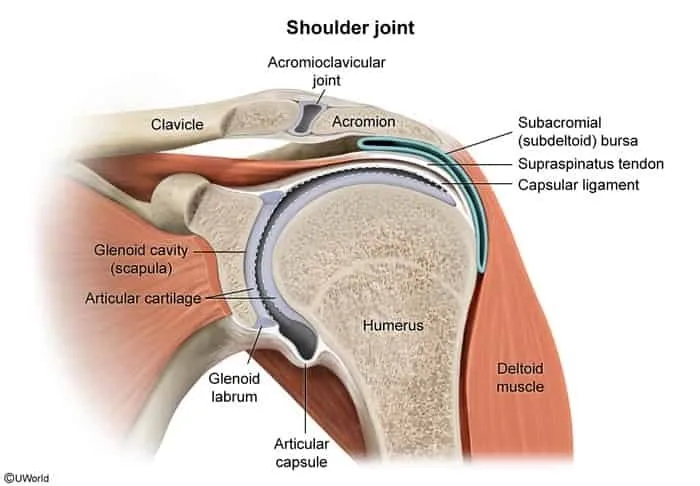 Shoulder joint
Acromioclavicular
joint
Clavicle
Acromion
Subacromial
(subdeltoid) bursa
Supraspinatus tendon
Capsular ligament
Glenoid cavity
(scapula)
Articular cartilage
Humerus
Glenoid
labrum
Deltoid
muscle
Articular
capsule
©UWorld